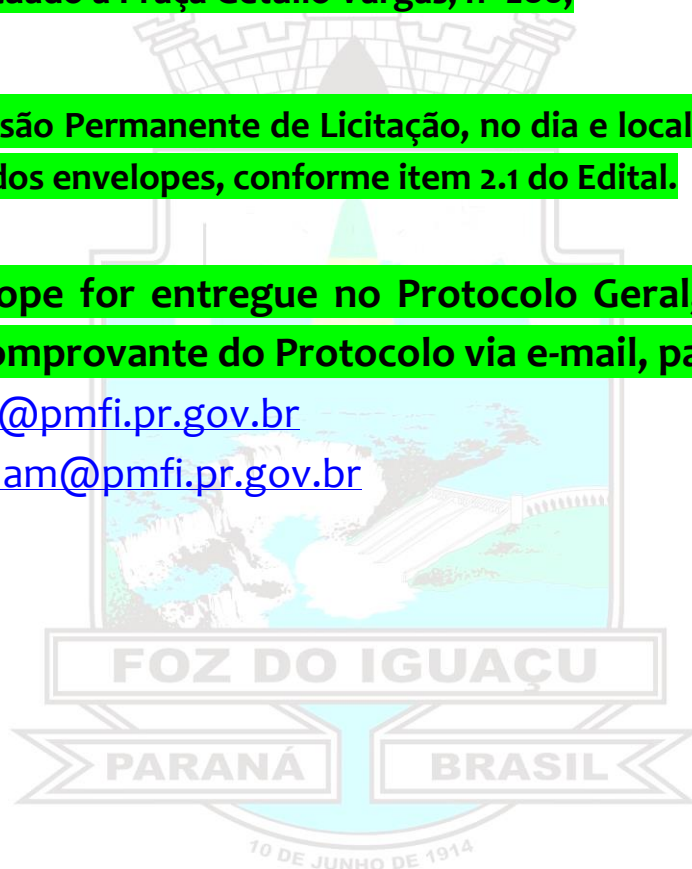 são Permanente de Licitação, no dia e local
dos envelopes, conforme item 2.1 do Edital.
ope for entregue no Protocolo Geral,
omprovante do Protocolo via e-mail, pa
@pmfi.pr.gov.br
am@pmfi.pr.gov.br
FOZ DO IGUAÇU
PARANÁ BRASIL
10 DE JUNHO DE 1914